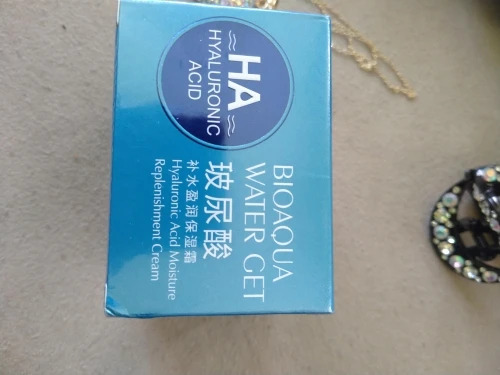 HA
HYALURONIC
ACID
BIOAQUA
WATER GET
玻尿酸
补水盈润保湿霜
Hyaluronic Acid Moisture
Replenishment Cream